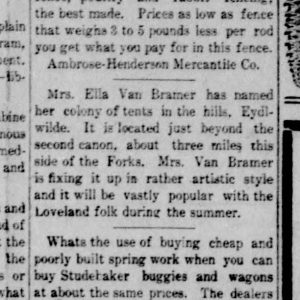 the best made. Prices as low as fence
that weighs 3 to 5 pounds less per rod
you get what you pay for in this fence.
Ambrose-Henderson Mercantile Co.
Mrs. Ella Van Bramer has named
her colony of tents in the hills, Eydl-
wilde. It is located just beyond the
second canon, about three miles this
side of the Forks. Mrs. Van Bramer
is fixing it up in rather artistic style
and it will be vastly popular with the
Loveland folk during the summer.
Whats the use of buying cheap and
poorly built spring work when you can
buy Studebaker buggies and wagons
at about the same prices. The dealers